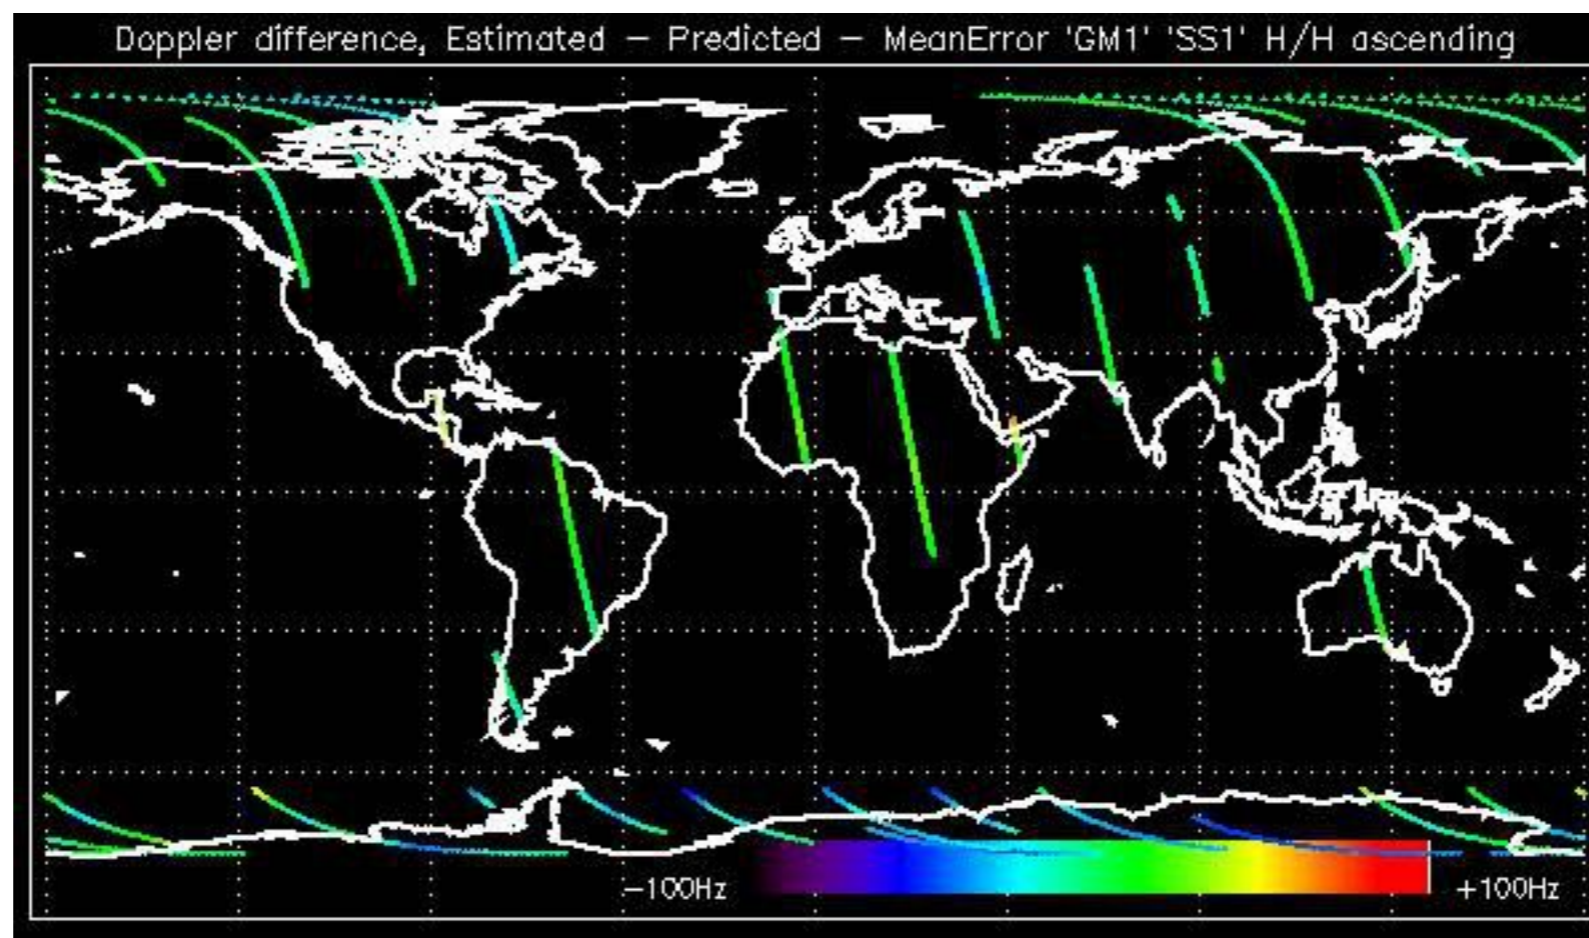 Doppler difference, Estimated – Predicted – MeanError 'GM1' 'SS1' H/H ascending
–100Hz
+100Hz